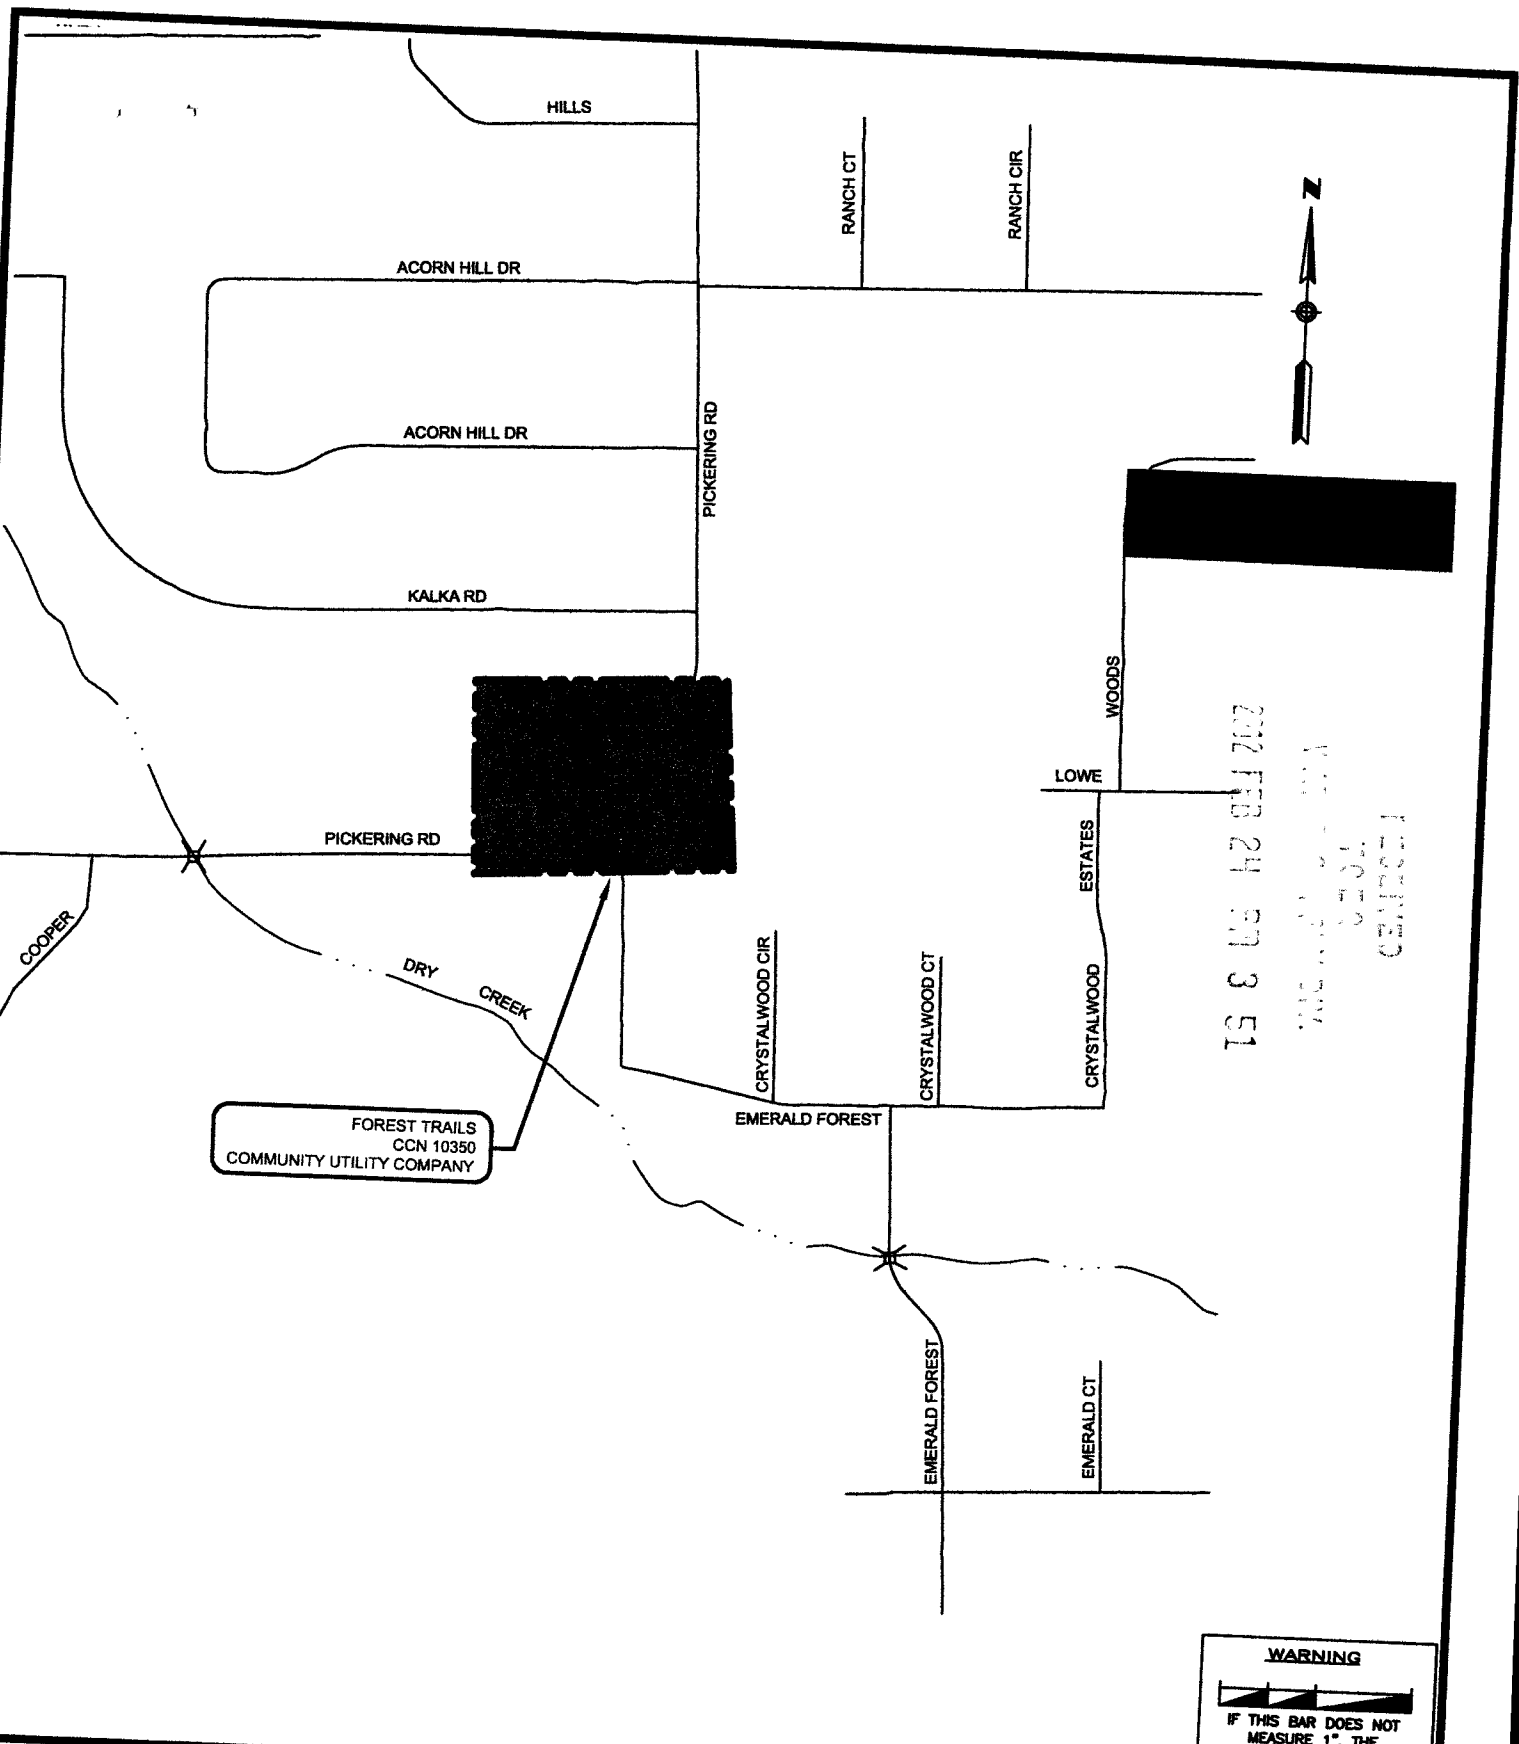 HILLS
RANCH CT
RANCH CIR
N
ACORN HILL DR
ACORN HILL DR
PICKERING RD
KALKA RD
WOODS
LOWE
PICKERING RD
ESTATES
COOPER
DRY
CREEK
CRYSTALWOOD CIR
CRYSTALWOOD CT
CRYSTALWOOD
EMERALD FOREST
FOREST TRAILS
CCN 10350
COMMUNITY UTILITY COMPANY
EMERALD FOREST
EMERALD CT
2012 FEB 24 PM 3 51
RECEIVED
TCEQ
WARNING
IF THIS BAR DOES NOT
MEASURE 1", THE